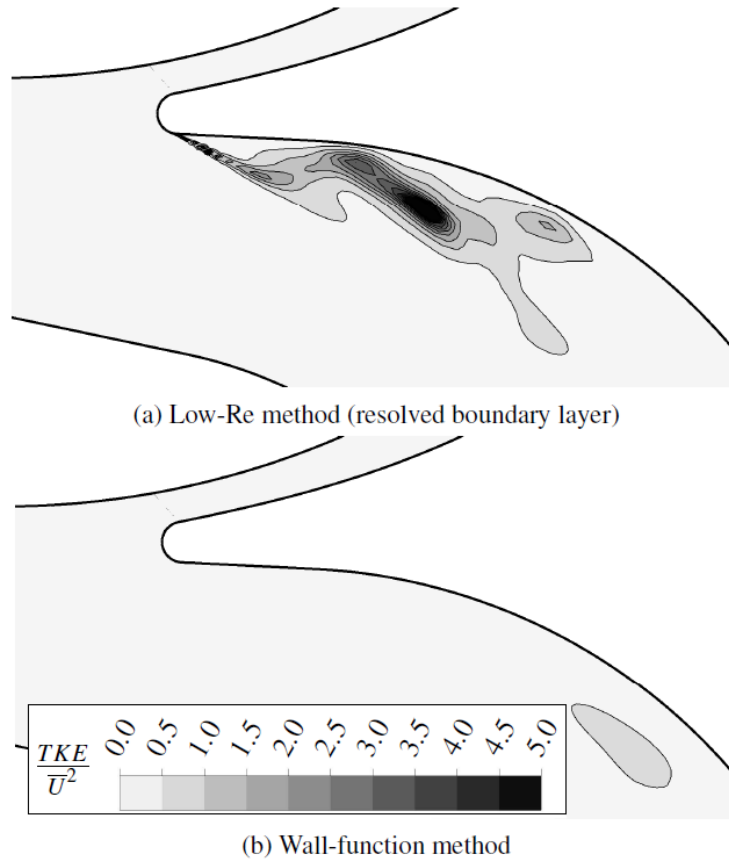 (a) Low-Re method (resolved boundary layer)
0.0 0.5 1.0 1.5 2.0 2.5 3.0 3.5 4.0 4.5 5.0
TKE
U̅²
(b) Wall-function method